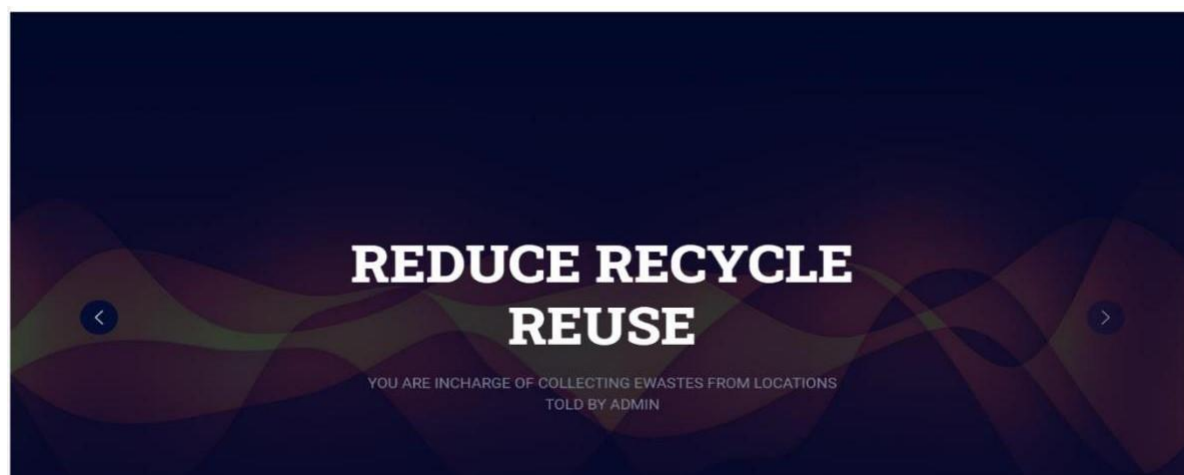 REDUCE RECYCLE
REUSE
YOU ARE INCHARGE OF COLLECTING EWASTES FROM LOCATIONS
TOLD BY ADMIN